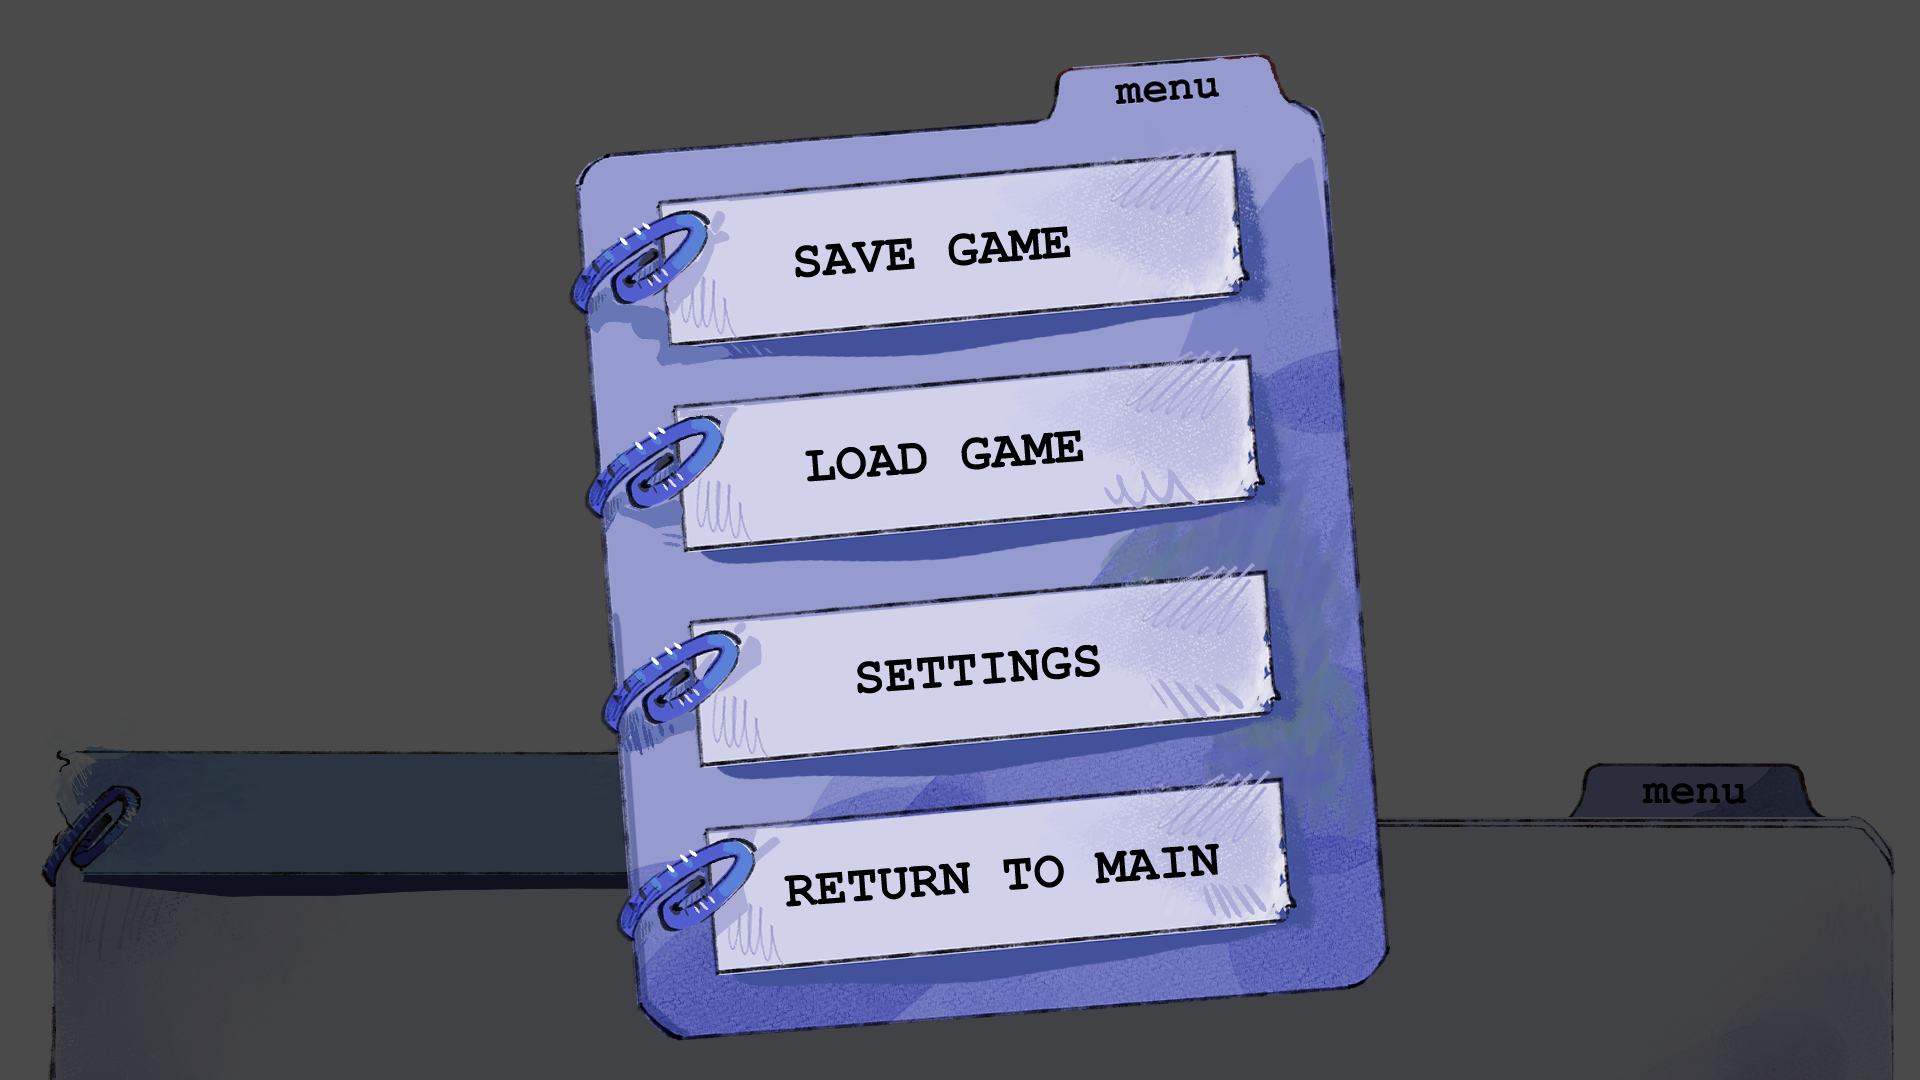 menu
SAVE GAME
LOAD GAME
SETTINGS
RETURN TO MAIN
menu